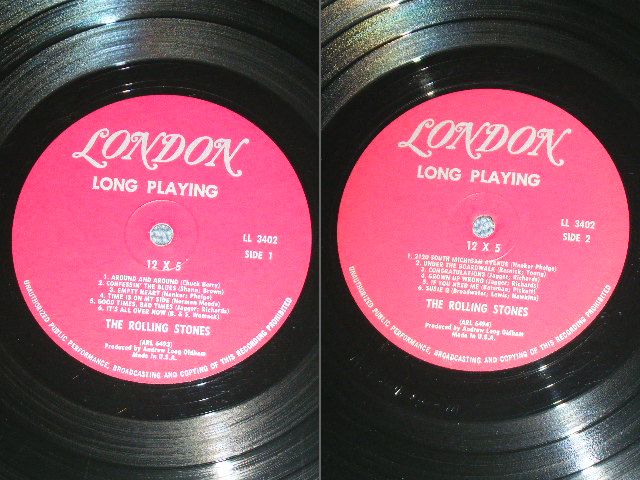 LONDON
LONG PLAYING
LL 3402
SIDE 1
12 X 5
1. AROUND AND AROUND (Chuck Berry)
2. CONFESSIN' THE BLUES (Shann; Brown)
3. EMPTY HEART (Nanker; Phelge)
4. TIME IS ON MY SIDE (Norman Meade)
5. GOOD TIMES, BAD TIMES (Jagger; Richards)
6. IT'S ALL OVER NOW (B. & S. Womack)
THE ROLLING STONES
(ARL 6493)
Produced by Andrew Loog Oldham
Made in U.S.A.
UNAUTHORIZED PUBLIC PERFORMANCE, BROADCASTING AND COPYING OF THIS RECORDING PROHIBITED
LONDON
LONG PLAYING
LL 3402
SIDE 2
12 X 5
1. 2120 SOUTH MICHIGAN AVENUE (Nanker Phelge)
2. UNDER THE BOARDWALK (Resnick; Young)
3. CONGRATULATIONS (Jagger; Richards)
4. GROWN UP WRONG (Jagger; Richards)
5. IF YOU NEED ME (Bateman; Pickett)
6. SUSIE Q (Broadwater; Lewis; Hawkins)
THE ROLLING STONES
(ARL 6494)
Produced by Andrew Loog Oldham
Made in U.S.A.
UNAUTHORIZED PUBLIC PERFORMANCE, BROADCASTING AND COPYING OF THIS RECORDING PROHIBITED